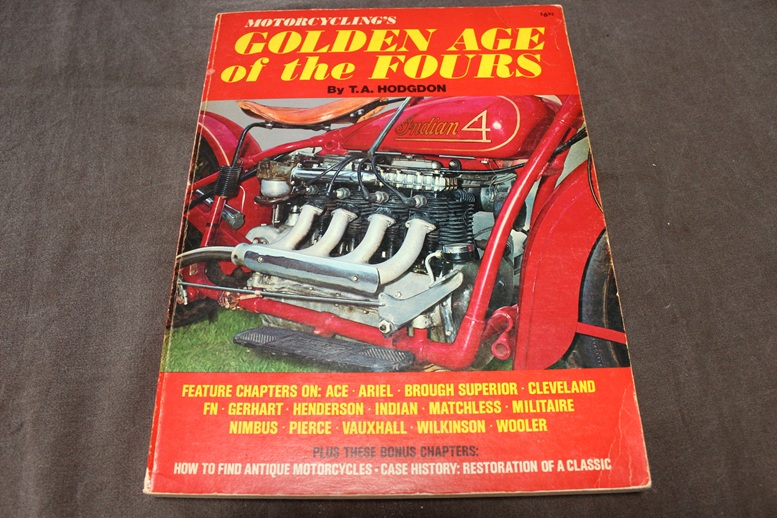 MOTORCYCLING'S
GOLDEN AGE
of the FOURS
By T.A. HODGDON
Indian 4
FEATURE CHAPTERS ON: ACE · ARIEL · BROUGH SUPERIOR · CLEVELAND
FN · GERHART · HENDERSON · INDIAN · MATCHLESS · MILITAIRE
NIMBUS · PIERCE · VAUXHALL · WILKINSON · WOOLER
PLUS THESE BONUS CHAPTERS:
HOW TO FIND ANTIQUE MOTORCYCLES · CASE HISTORY: RESTORATION OF A CLASSIC